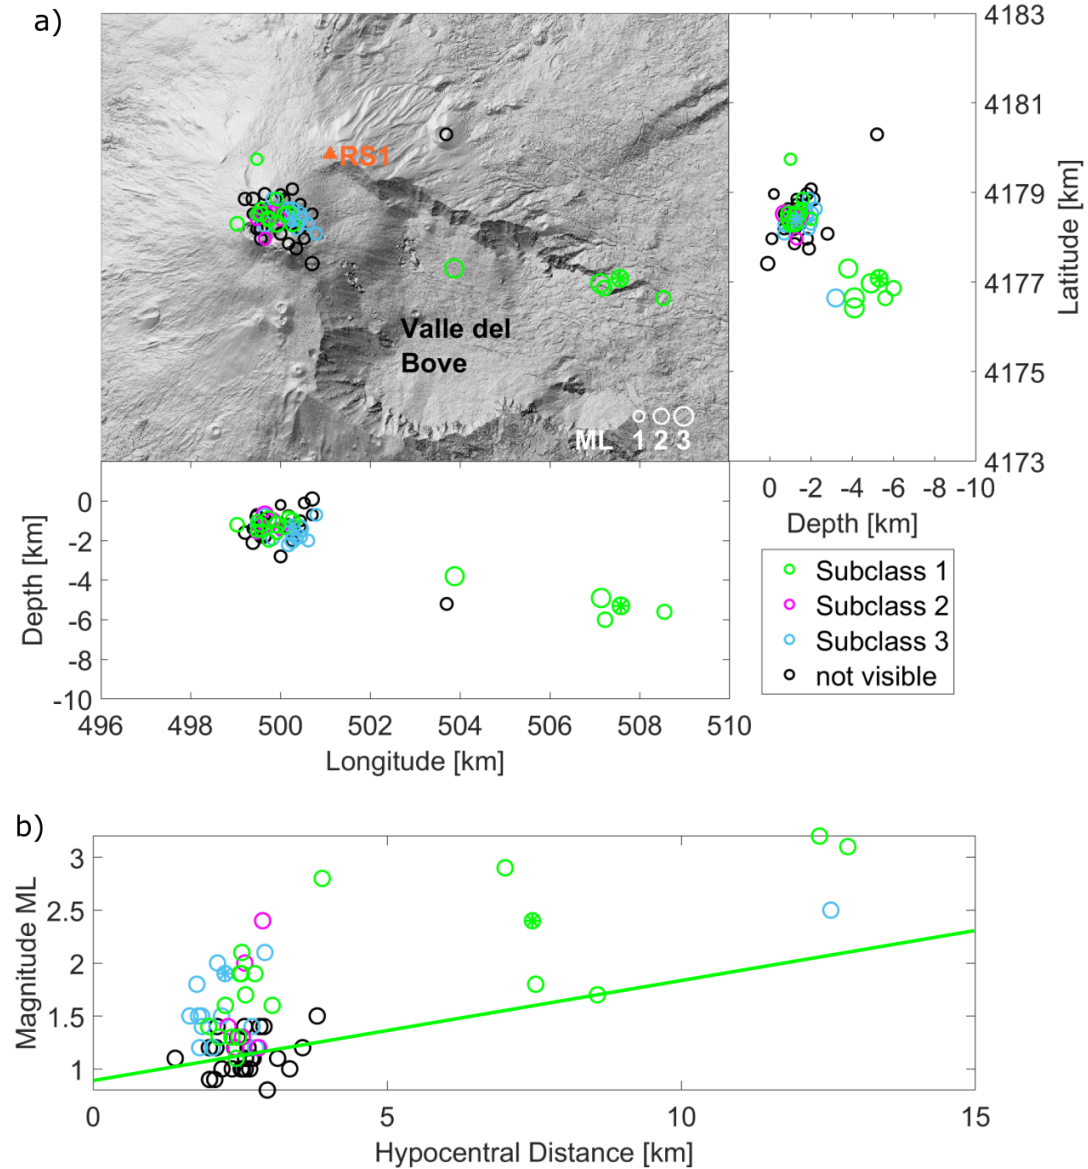 a)
RS1
Valle del
Bove
ML 1 2 3
4183
4181
4179
4177
4175
4173
Latitude [km]
0 -2 -4 -6 -8 -10
Depth [km]
0
-2
-4
-6
-8
-10
Depth [km]
496 498 500 502 504 506 508 510
Longitude [km]
Subclass 1
Subclass 2
Subclass 3
not visible
b)
3
2.5
2
1.5
1
Magnitude ML
0 5 10 15
Hypocentral Distance [km]